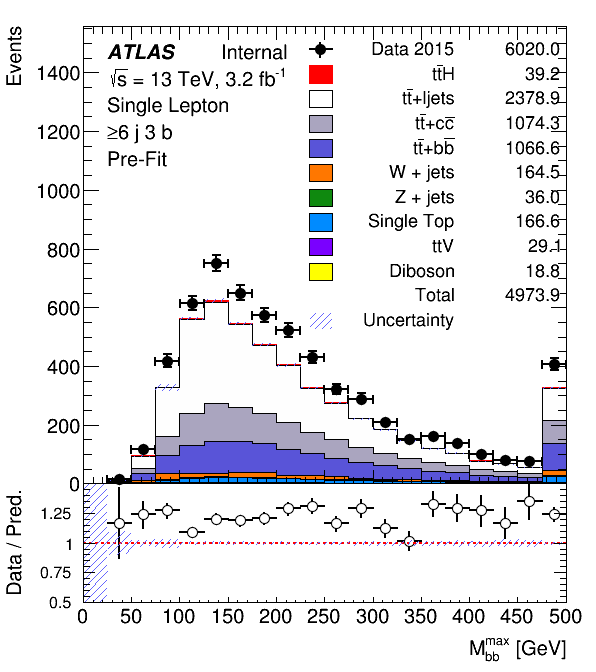 Events
ATLAS Internal
√s = 13 TeV, 3.2 fb⁻¹
Single Lepton
≥6 j 3 b
Pre-Fit
Data 2015 6020.0
tt̄H 39.2
tt̄+ljets 2378.9
tt̄+cc̄ 1074.3
tt̄+bb̄ 1066.6
W + jets 164.5
Z + jets 36.0
Single Top 166.6
ttV 29.1
Diboson 18.8
Total 4973.9
Uncertainty
1400
1200
1000
800
600
400
200
0
Data / Pred.
1.25
1
0.75
0.5
0 50 100 150 200 250 300 350 400 450 500
M_bb^max [GeV]